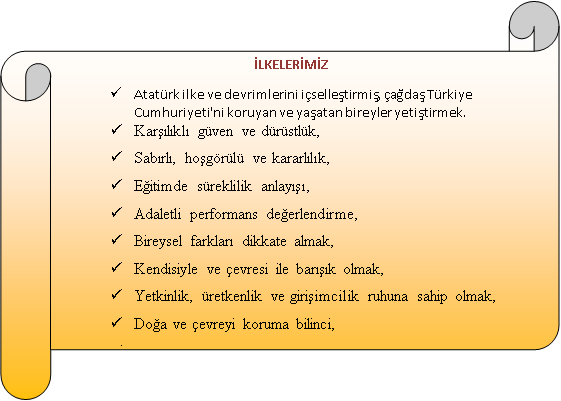 İLKELERİMİZ
✓ Atatürk ilke ve devrimlerini içselleştirmiş, çağdaş Türkiye
Cumhuriyeti'ni koruyan ve yaşatan bireyler yetiştirmek.
✓ Karşılıklı güven ve dürüstlük,
✓ Sabırlı, hoşgörülü ve kararlılık,
✓ Eğitimde süreklilik anlayışı,
✓ Adaletli performans değerlendirme,
✓ Bireysel farkları dikkate almak,
✓ Kendisiyle ve çevresi ile barışık olmak,
✓ Yetkinlik, üretkenlik ve girişimcilik ruhuna sahip olmak,
✓ Doğa ve çevreyi koruma bilinci,
.